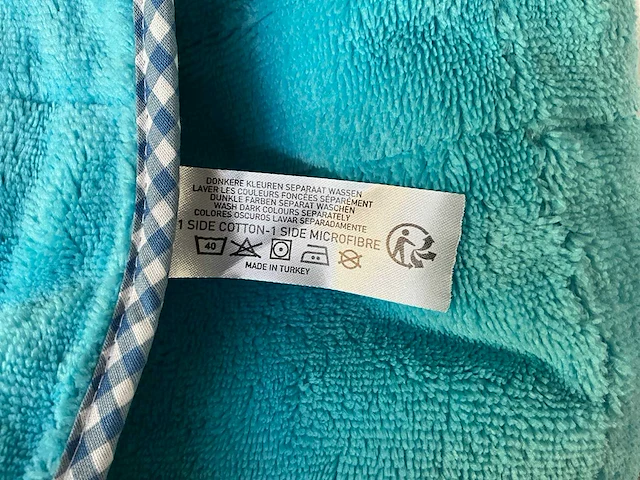 DONKERE KLEUREN SEPARAAT WASSEN
LAVER LES COULEURS FONCÉES SÉPARÉMENT
DUNKLE FARBEN SEPARAT WASCHEN
WASH DARK COLOURS SEPARATELY
COLORES OSCUROS LAVAR SEPARADAMENTE
1 SIDE COTTON-1 SIDE MICROFIBRE
40
MADE IN TURKEY